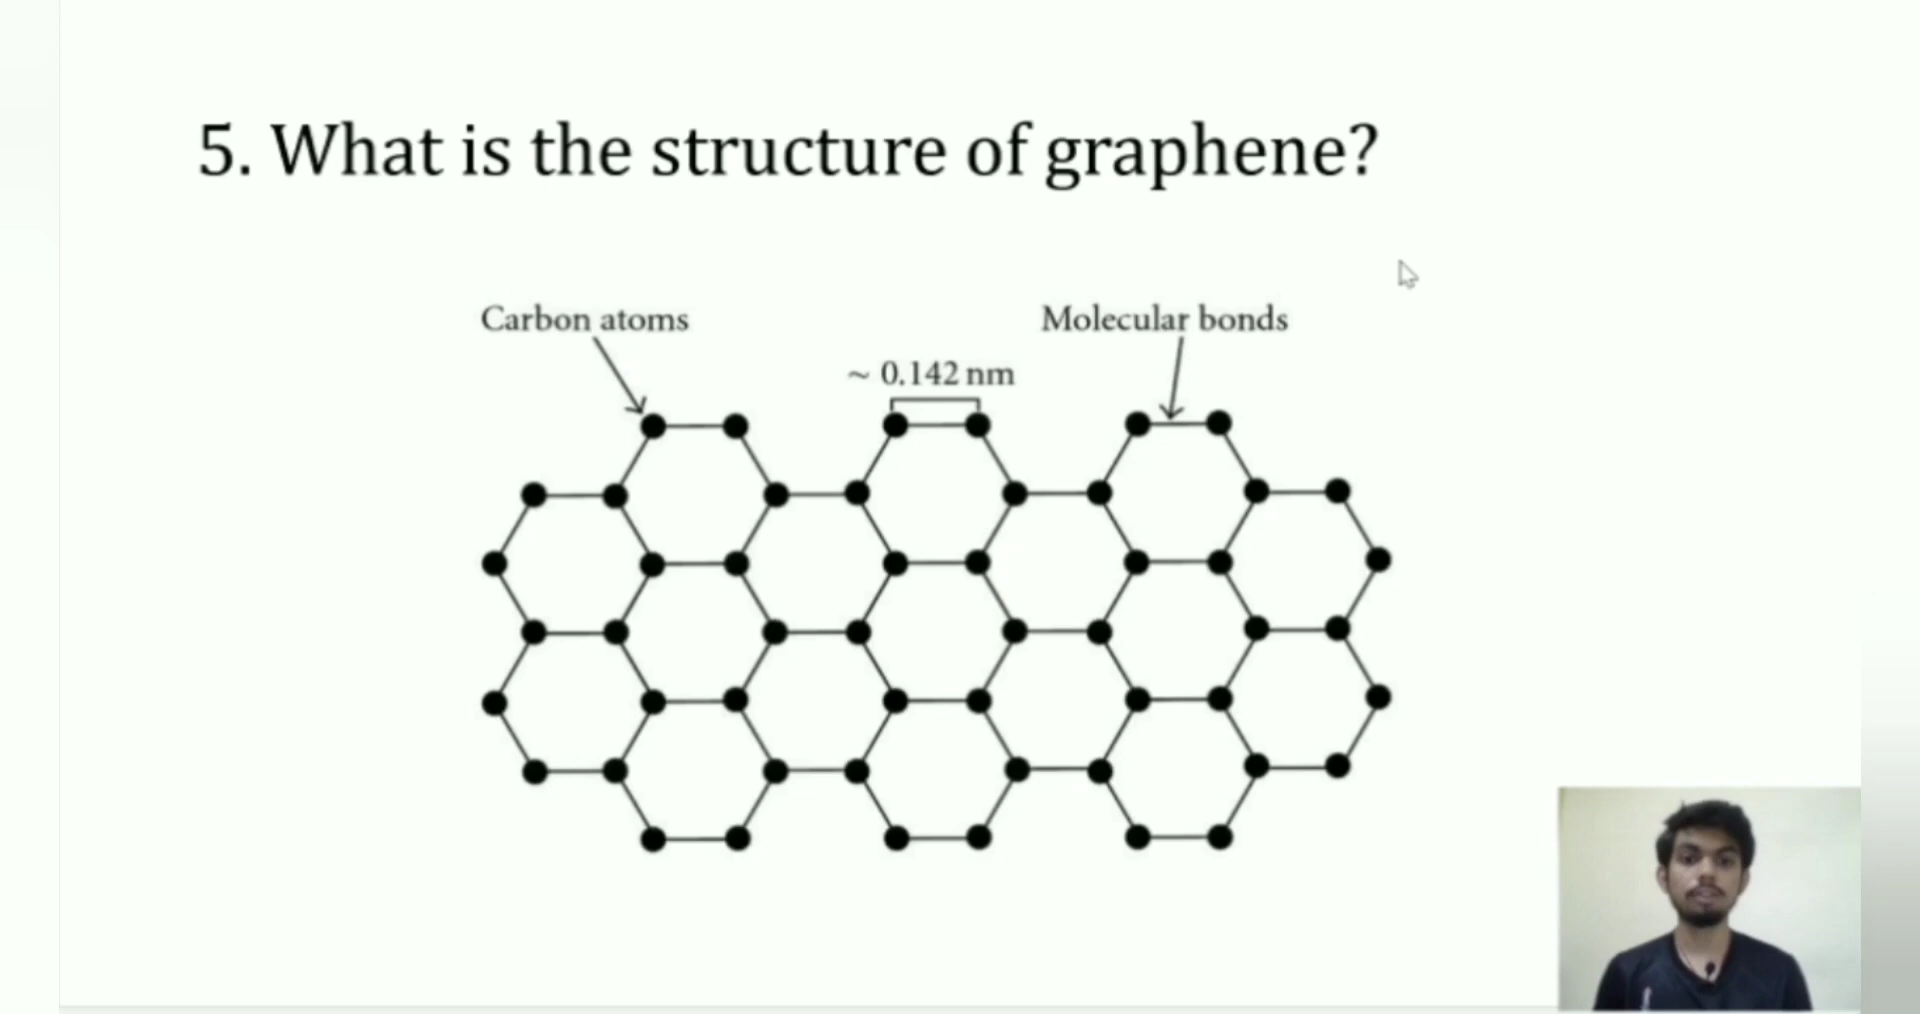 5. What is the structure of graphene?
Carbon atoms
Molecular bonds
~ 0.142 nm